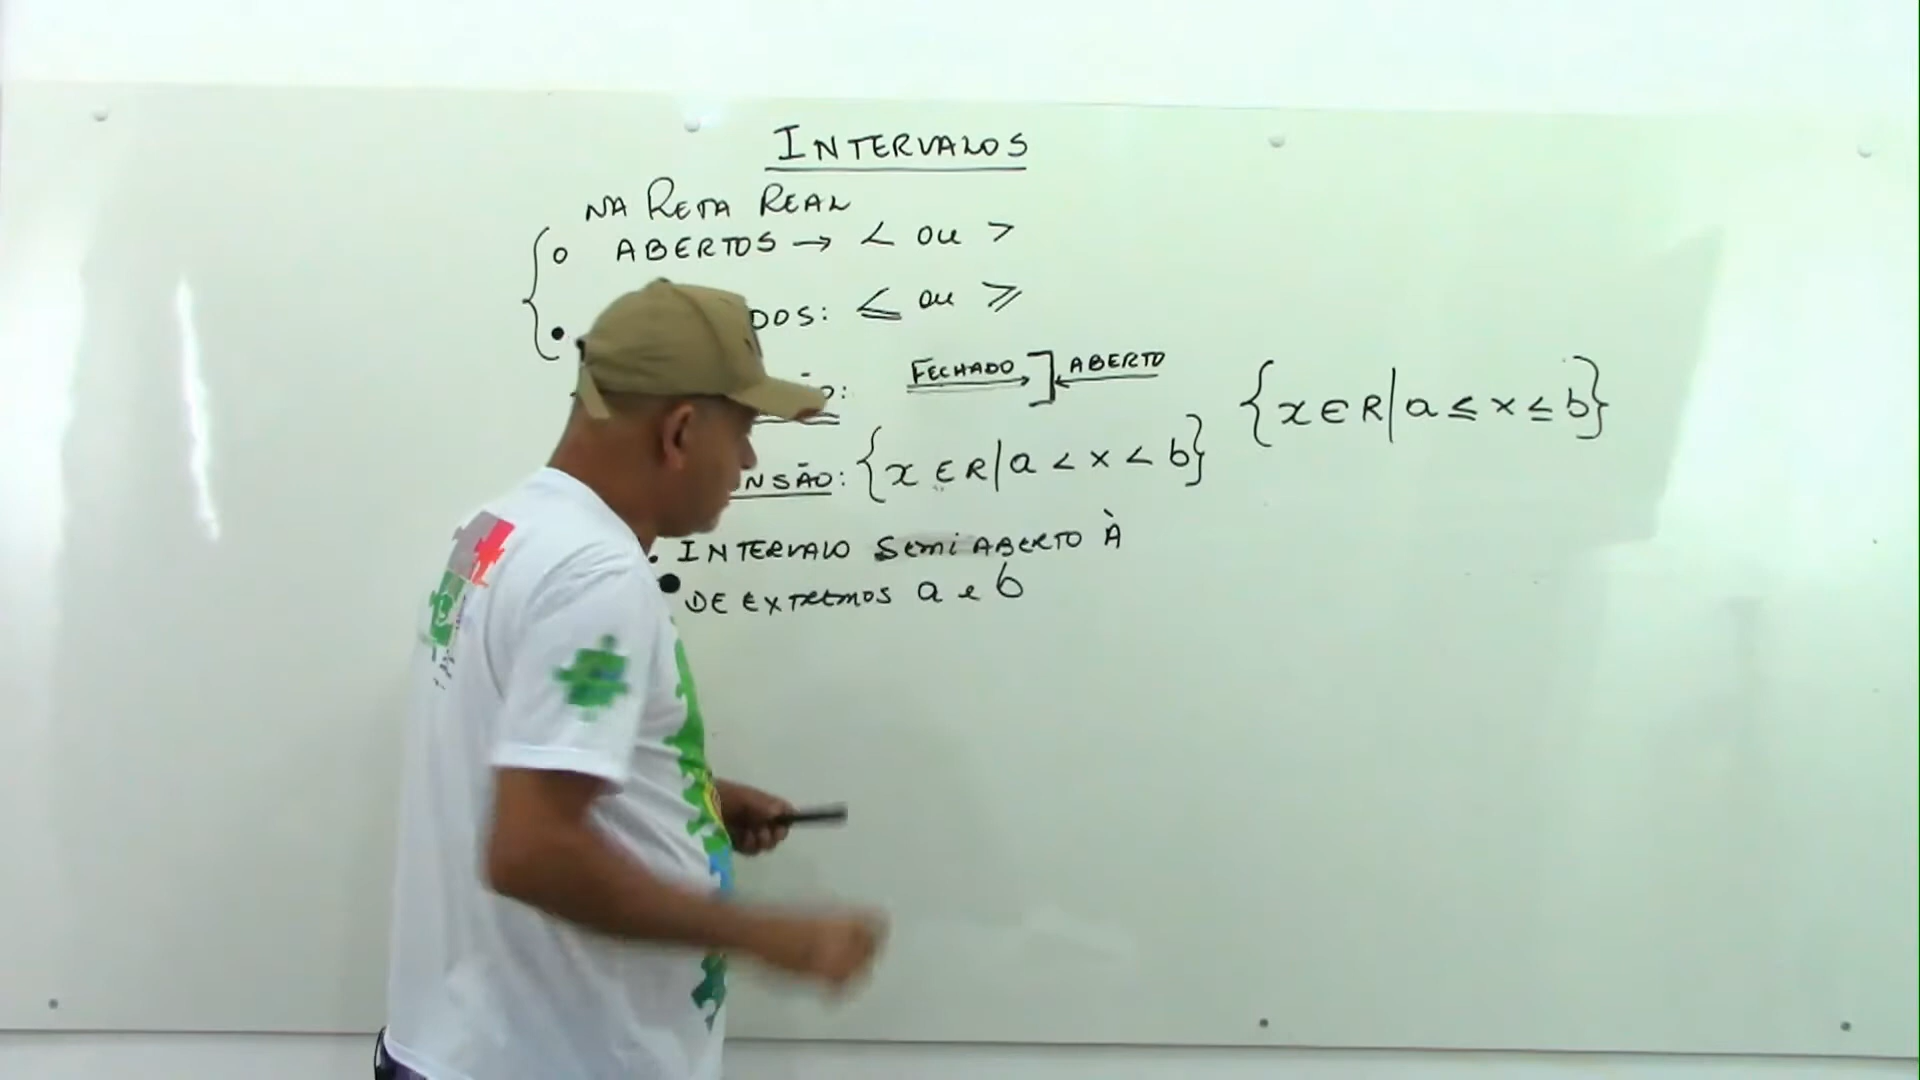 INTERVALOS
NA RETA REAL
ABERTOS → < ou >
DOS: ≤ ou ≥
FECHADO ] ABERTO
{x ∈ R | a ≤ x ≤ b}
NSÃO: {x ∈ R | a < x < b}
• INTERVALO SEMI ABERTO À
DE EXTREMOS a e b